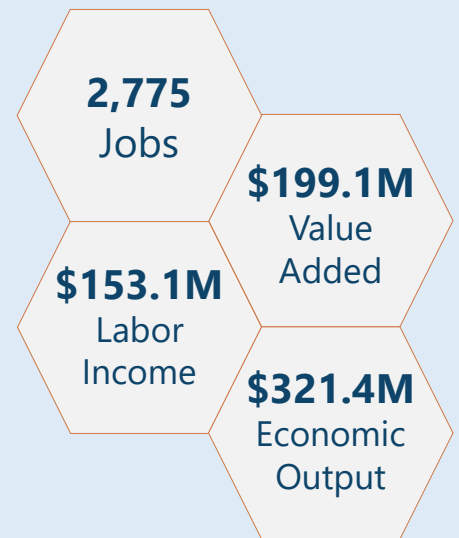 2,775
Jobs
$199.1M
Value
Added
$153.1M
Labor
Income
$321.4M
Economic
Output